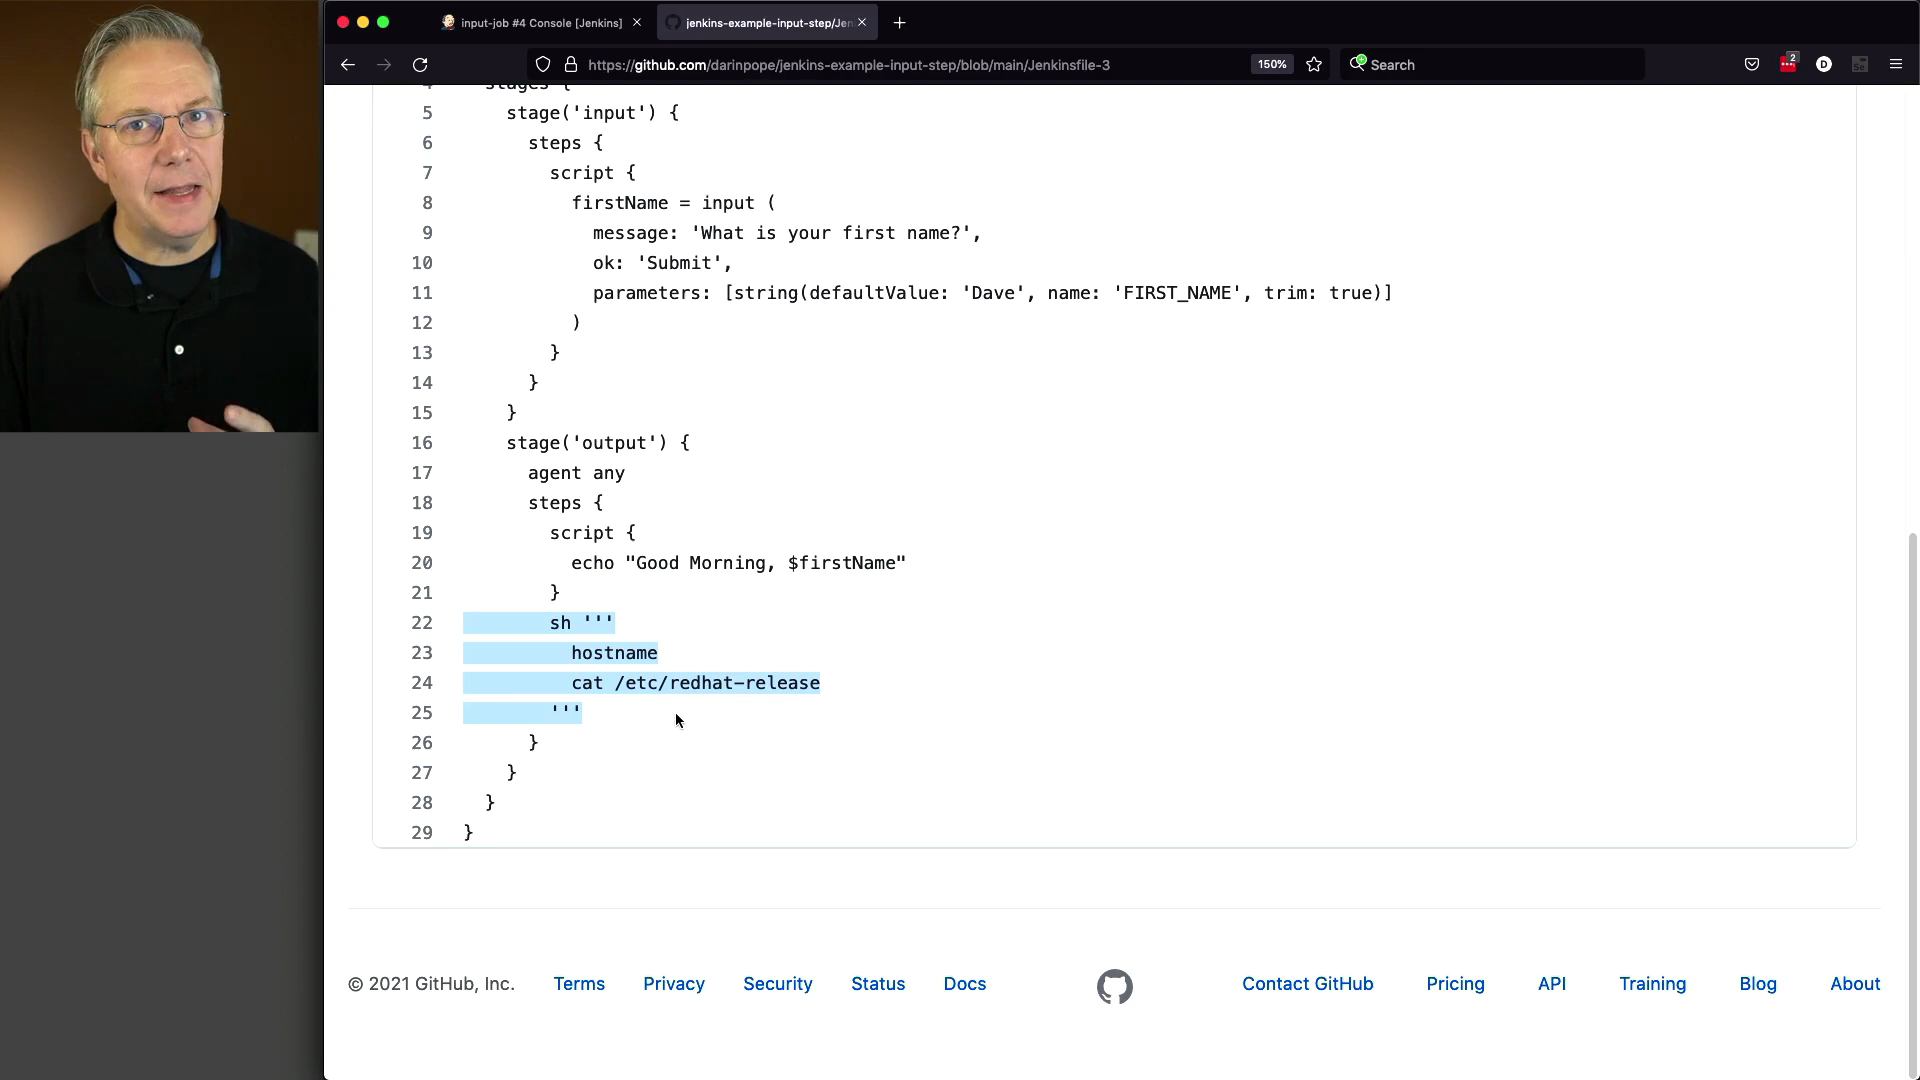 input-job #4 Console [Jenkins]
jenkins-example-input-step/Jen
https://github.com/darinpope/jenkins-example-input-step/blob/main/Jenkinsfile-3
150%
Search
2
D
Se
4 stages {
5 stage('input') {
6 steps {
7 script {
8 firstName = input (
9 message: 'What is your first name?',
10 ok: 'Submit',
11 parameters: [string(defaultValue: 'Dave', name: 'FIRST_NAME', trim: true)]
12 )
13 }
14 }
15 }
16 stage('output') {
17 agent any
18 steps {
19 script {
20 echo "Good Morning, $firstName"
21 }
22 sh '''
23 hostname
24 cat /etc/redhat-release
25 '''
26 }
27 }
28 }
29 }
© 2021 GitHub, Inc. Terms Privacy Security Status Docs Contact GitHub Pricing API Training Blog About